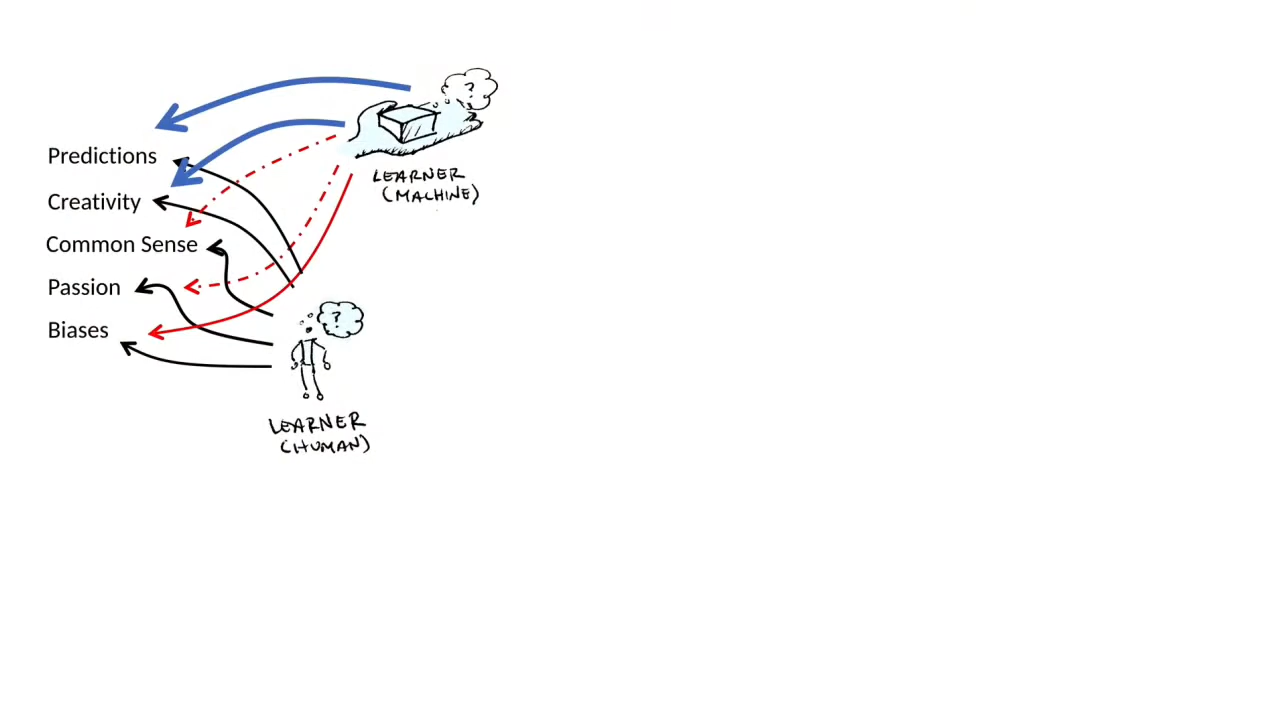 ?
LEARNER
(MACHINE)
Predictions
Creativity
Common Sense
Passion
Biases
?
LEARNER
(HUMAN)